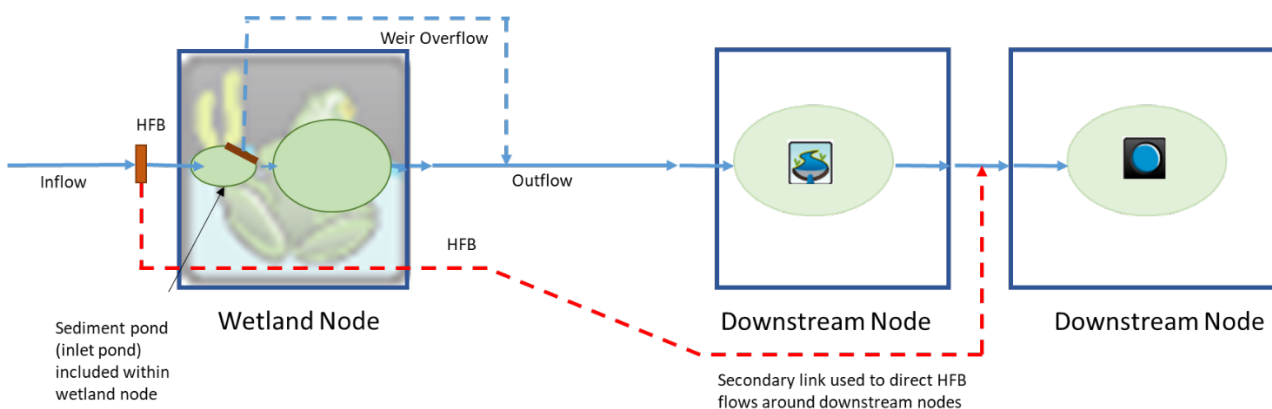 Weir Overflow
HFB
Inflow
Outflow
HFB
Sediment pond
(inlet pond)
included within
wetland node
Wetland Node
Downstream Node
Downstream Node
Secondary link used to direct HFB
flows around downstream nodes